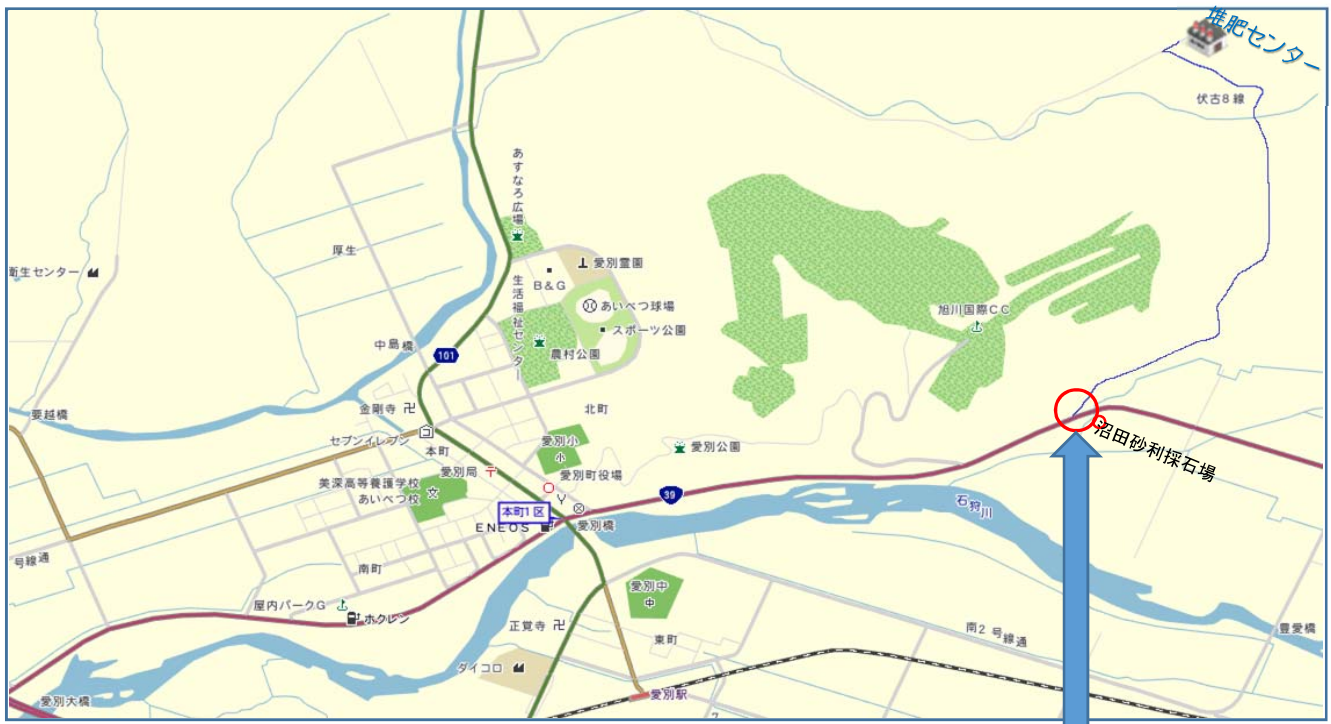 堆肥センター
伏古8線
あすなろ広場
厚生
衛生センター
愛別霊園
B&G
生活福祉センター
あいべつ球場
スポーツ公園
旭川国際CC
中島橋
101
農村公園
要越橋
金剛寺
北町
セブンイレブン
本町
愛別小
小
愛別公園
沼田砂利採石場
愛別局
愛別町役場
美深高等養護学校
あいべつ校
文
39
石狩川
本町1区
ENEOS
愛別橋
号線通
南町
愛別中
中
屋内パークG
ホクレン
正覚寺
東町
南2号線通
豊愛橋
ダイコロ
愛別大橋
愛別駅